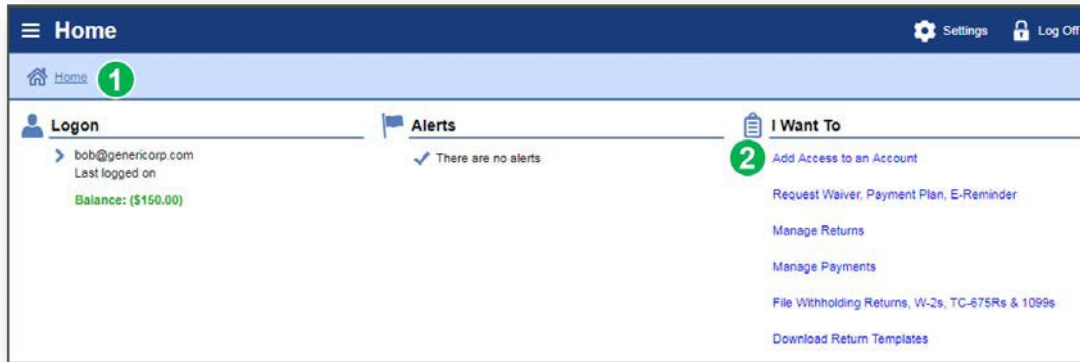 Home
Settings
Log Off
Home 1
Logon
bob@genericorp.com
Last logged on
Balance: ($150.00)
Alerts
There are no alerts
I Want To
2 Add Access to an Account
Request Waiver, Payment Plan, E-Reminder
Manage Returns
Manage Payments
File Withholding Returns, W-2s, TC-675Rs & 1099s
Download Return Templates